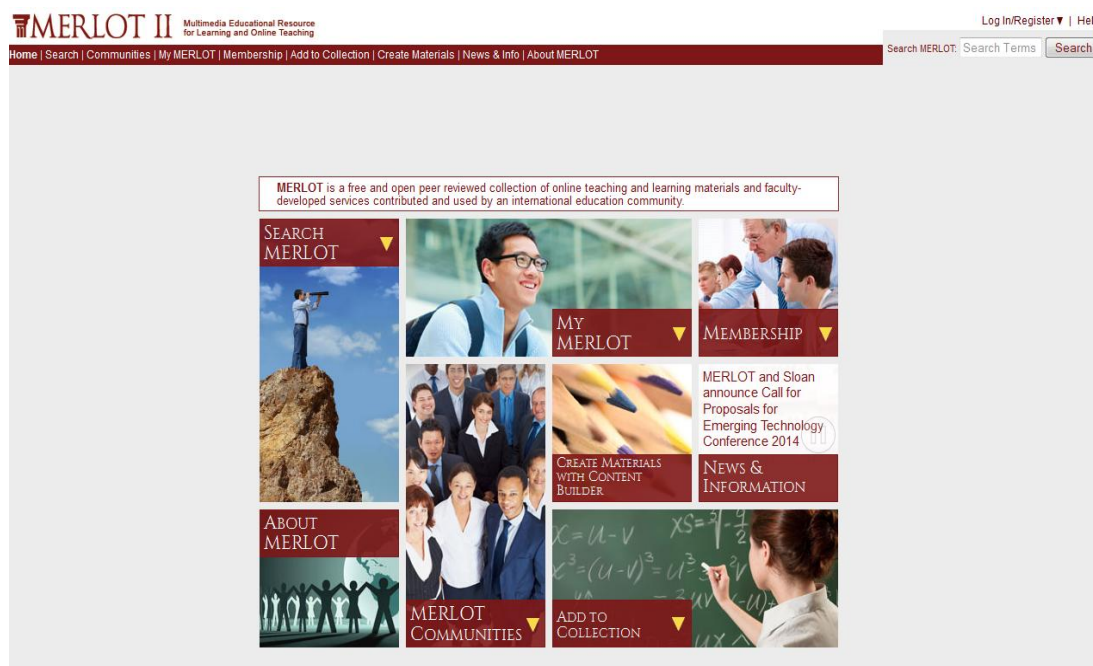 MERLOT II
Multimedia Educational Resource
for Learning and Online Teaching
Log In/Register ▼ | Hel
Home | Search | Communities | My MERLOT | Membership | Add to Collection | Create Materials | News & Info | About MERLOT
Search MERLOT: Search Terms Search
MERLOT is a free and open peer reviewed collection of online teaching and learning materials and faculty-
developed services contributed and used by an international education community.
SEARCH
MERLOT
MY
MERLOT
MEMBERSHIP
MERLOT and Sloan
announce Call for
Proposals for
Emerging Technology
Conference 2014
CREATE MATERIALS
WITH CONTENT
BUILDER
NEWS &
INFORMATION
ABOUT
MERLOT
MERLOT
COMMUNITIES
ADD TO
COLLECTION
x=u-v